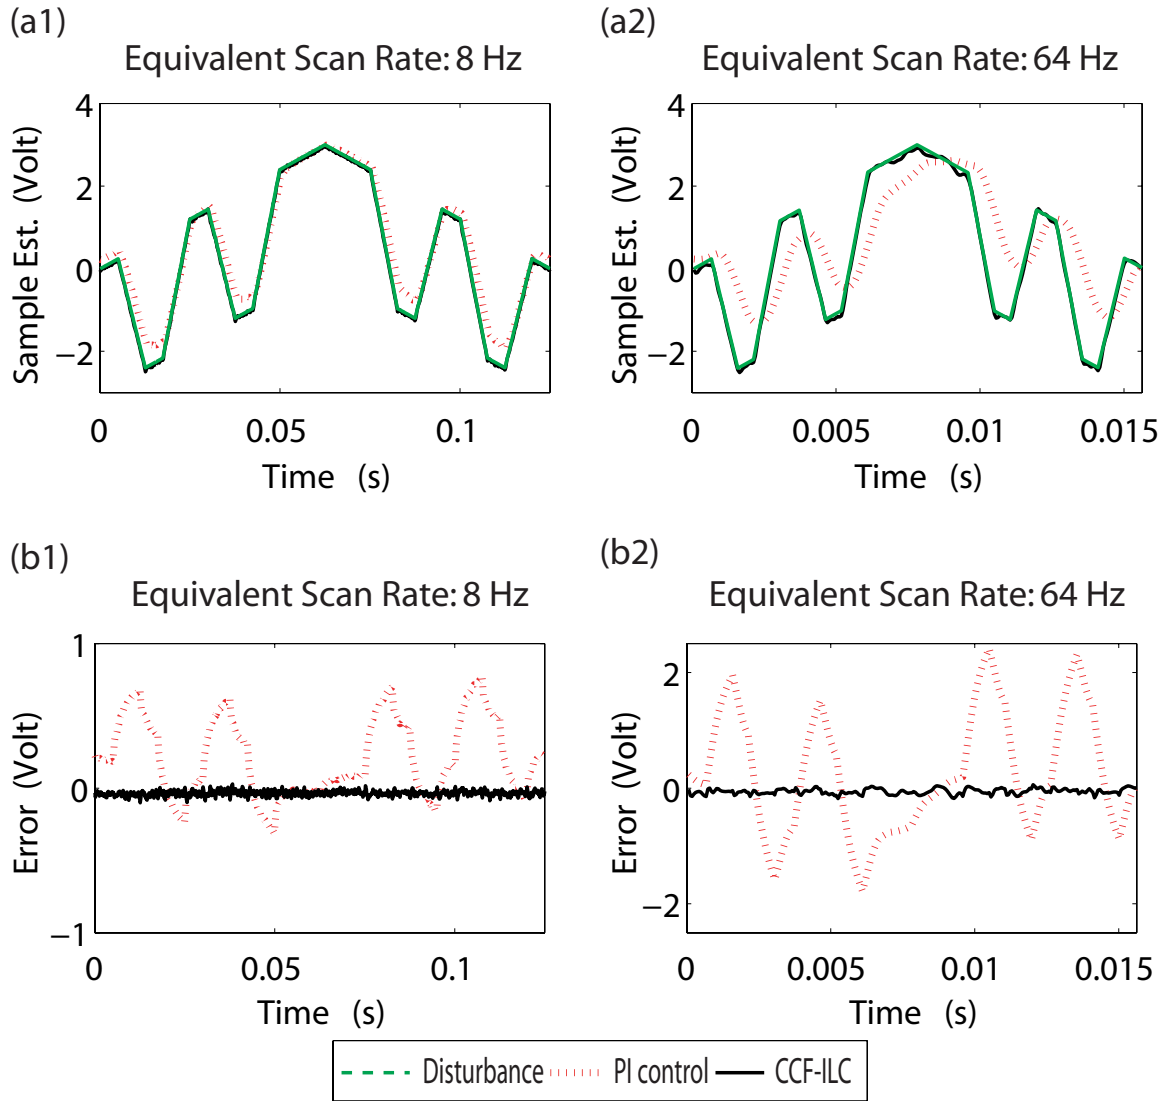 (a1)
Equivalent Scan Rate: 8 Hz
Sample Est. (Volt)
4
2
0
−2
0
0.05
0.1
Time (s)
(a2)
Equivalent Scan Rate: 64 Hz
Sample Est. (Volt)
4
2
0
−2
0
0.005
0.01
0.015
Time (s)
(b1)
Equivalent Scan Rate: 8 Hz
Error (Volt)
1
0
−1
0
0.05
0.1
Time (s)
(b2)
Equivalent Scan Rate: 64 Hz
Error (Volt)
2
0
−2
0
0.005
0.01
0.015
Time (s)
Disturbance PI control CCF-ILC